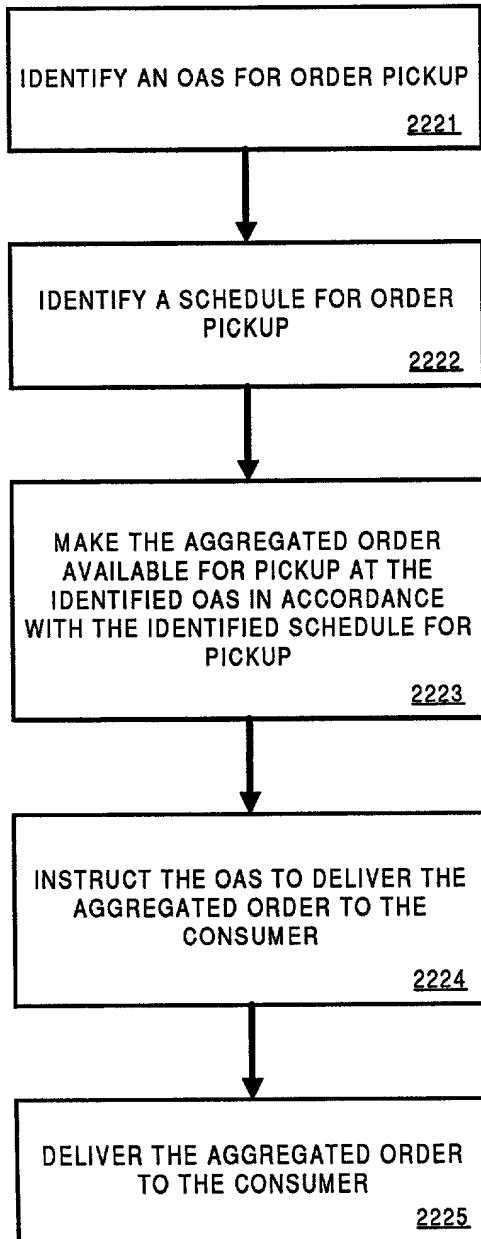 IDENTIFY AN OAS FOR ORDER PICKUP
2221
IDENTIFY A SCHEDULE FOR ORDER
PICKUP
2222
MAKE THE AGGREGATED ORDER
AVAILABLE FOR PICKUP AT THE
IDENTIFIED OAS IN ACCORDANCE
WITH THE IDENTIFIED SCHEDULE FOR
PICKUP
2223
INSTRUCT THE OAS TO DELIVER THE
AGGREGATED ORDER TO THE
CONSUMER
2224
DELIVER THE AGGREGATED ORDER
TO THE CONSUMER
2225